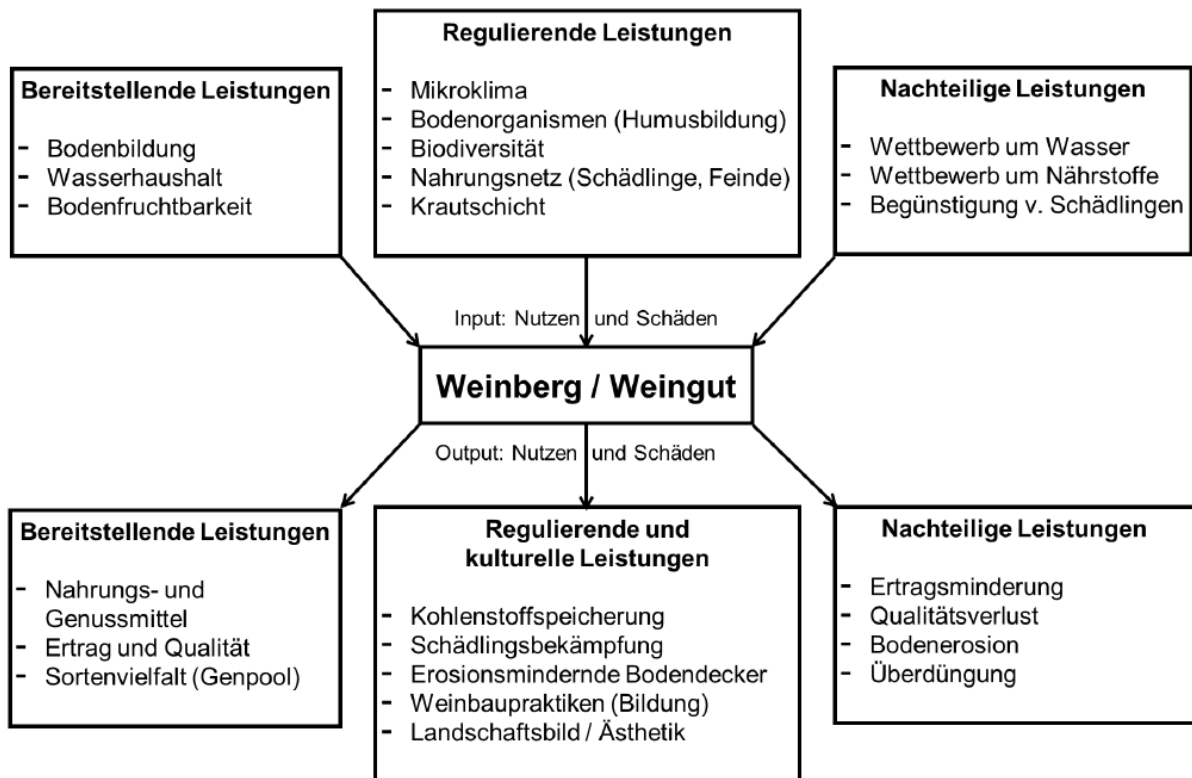 Bereitstellende Leistungen
- Bodenbildung
- Wasserhaushalt
- Bodenfruchtbarkeit
Regulierende Leistungen
- Mikroklima
- Bodenorganismen (Humusbildung)
- Biodiversität
- Nahrungsnetz (Schädlinge, Feinde)
- Krautschicht
Nachteilige Leistungen
- Wettbewerb um Wasser
- Wettbewerb um Nährstoffe
- Begünstigung v. Schädlingen
Input: Nutzen und Schäden
Weinberg / Weingut
Output: Nutzen und Schäden
Bereitstellende Leistungen
- Nahrungs- und
Genussmittel
- Ertrag und Qualität
- Sortenvielfalt (Genpool)
Regulierende und
kulturelle Leistungen
- Kohlenstoffspeicherung
- Schädlingsbekämpfung
- Erosionsmindernde Bodendecker
- Weinbaupraktiken (Bildung)
- Landschaftsbild / Ästhetik
Nachteilige Leistungen
- Ertragsminderung
- Qualitätsverlust
- Bodenerosion
- Überdüngung